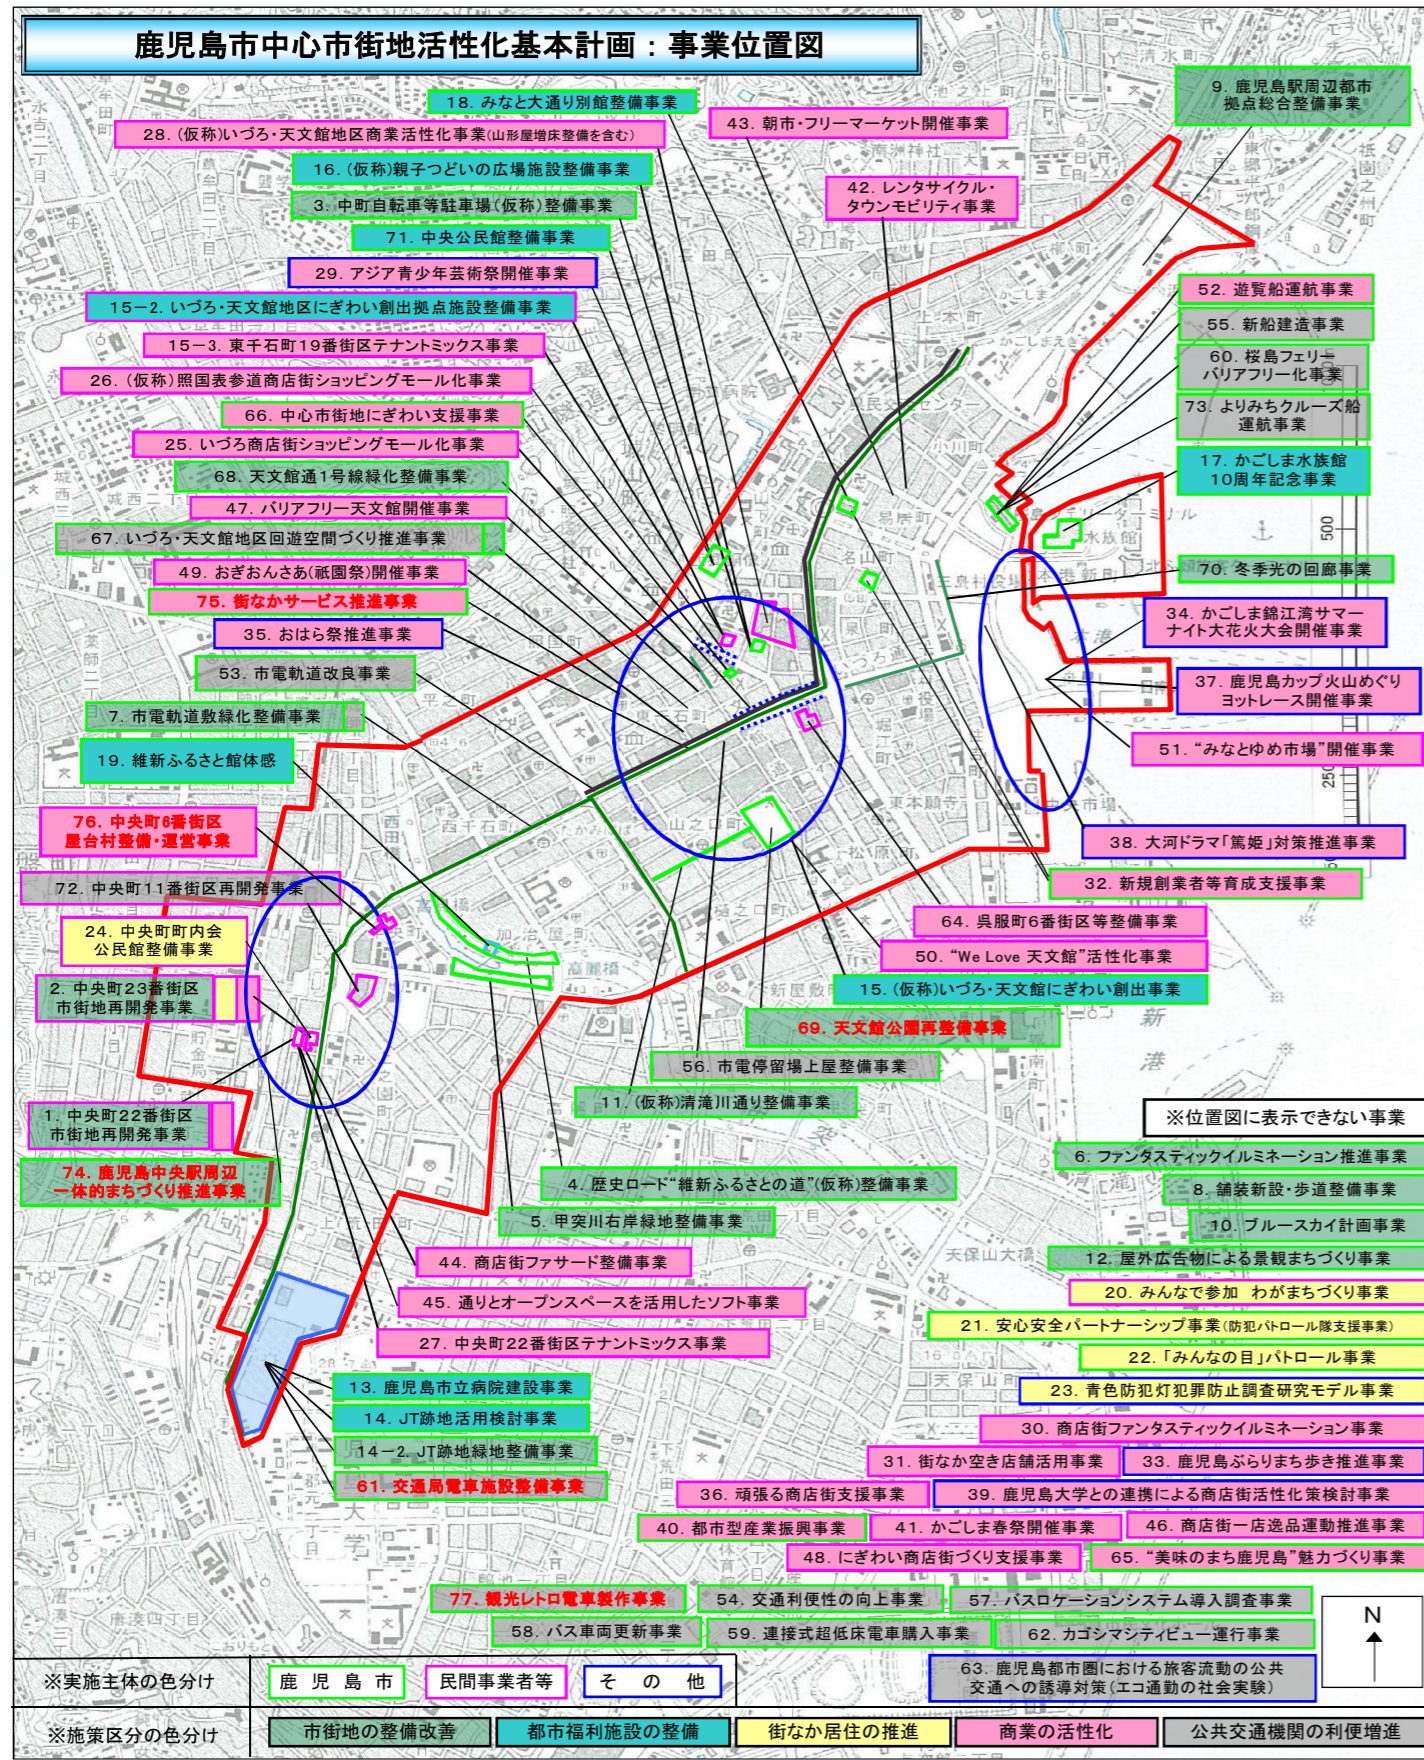 鹿児島市中心市街地活性化基本計画：事業位置図
18. みなと大通り別館整備事業
28. (仮称)いづろ・天文館地区商業活性化事業(山形屋増床整備を含む)
16. (仮称)親子つどいの広場施設整備事業
3. 中町自転車等駐車場(仮称)整備事業
71. 中央公民館整備事業
29. アジア青少年芸術祭開催事業
15－2. いづろ・天文館地区にぎわい創出拠点施設整備事業
15－3. 東千石町19番街区テナントミックス事業
26. (仮称)照国表参道商店街ショッピングモール化事業
66. 中心市街地にぎわい支援事業
25. いづろ商店街ショッピングモール化事業
68. 天文館通1号線緑化整備事業
47. バリアフリー天文館開催事業
67. いづろ・天文館地区回遊空間づくり推進事業
49. おぎおんさあ(祇園祭)開催事業
75. 街なかサービス推進事業
35. おはら祭推進事業
53. 市電軌道改良事業
7. 市電軌道敷緑化整備事業
19. 維新ふるさと館体感
76. 中央町6番街区
屋台村整備・運営事業
72. 中央町11番街区再開発事業
24. 中央町町内会
公民館整備事業
2. 中央町23番街区
市街地再開発事業
1. 中央町22番街区
市街地再開発事業
74. 鹿児島中央駅周辺
一体的まちづくり推進事業
43. 朝市・フリーマーケット開催事業
42. レンタサイクル・
タウンモビリティ事業
9. 鹿児島駅周辺都市
拠点総合整備事業
52. 遊覧船運航事業
55. 新船建造事業
60. 桜島フェリー
バリアフリー化事業
73. よりみちクルーズ船
運航事業
17. かごしま水族館
10周年記念事業
500
70. 冬季光の回廊事業
34. かごしま錦江湾サマー
ナイト大花火大会開催事業
37. 鹿児島カップ火山めぐり
ヨットレース開催事業
51. “みなとゆめ市場”開催事業
38. 大河ドラマ「篤姫」対策推進事業
32. 新規創業者等育成支援事業
64. 呉服町6番街区等整備事業
50. “We Love 天文館”活性化事業
15. (仮称)いづろ・天文館にぎわい創出事業
69. 天文館公園再整備事業
56. 市電停留場上屋整備事業
11. (仮称)清滝川通り整備事業
4. 歴史ロード“維新ふるさとの道”(仮称)整備事業
5. 甲突川右岸緑地整備事業
44. 商店街ファサード整備事業
45. 通りとオープンスペースを活用したソフト事業
27. 中央町22番街区テナントミックス事業
13. 鹿児島市立病院建設事業
14. JT跡地活用検討事業
14－2. JT跡地緑地整備事業
61. 交通局電車施設整備事業
新
港
天保山大橋
天保山町
高麗橋
加治屋町
水族館
名山町
易居町
小川町
上本町
松原町
※位置図に表示できない事業
6. ファンタスティックイルミネーション推進事業
8. 舗装新設・歩道整備事業
10. ブルースカイ計画事業
12. 屋外広告物による景観まちづくり事業
20. みんなで参加　わがまちづくり事業
21. 安心安全パートナーシップ事業(防犯パトロール隊支援事業)
22. 「みんなの目」パトロール事業
23. 青色防犯灯犯罪防止調査研究モデル事業
30. 商店街ファンタスティックイルミネーション事業
31. 街なか空き店舗活用事業
33. 鹿児島ぶらりまち歩き推進事業
36. 頑張る商店街支援事業
39. 鹿児島大学との連携による商店街活性化策検討事業
40. 都市型産業振興事業
41. かごしま春祭開催事業
46. 商店街一店逸品運動推進事業
48. にぎわい商店街づくり支援事業
65. “美味のまち鹿児島”魅力づくり事業
77. 観光レトロ電車製作事業
54. 交通利便性の向上事業
57. バスロケーションシステム導入調査事業
58. バス車両更新事業
59. 連接式超低床電車購入事業
62. カゴシマシティビュー運行事業
63. 鹿児島都市圏における旅客流動の公共
交通への誘導対策(エコ通勤の社会実験)
N
※実施主体の色分け
鹿児島市
民間事業者等
その他
※施策区分の色分け
市街地の整備改善
都市福利施設の整備
街なか居住の推進
商業の活性化
公共交通機関の利便増進